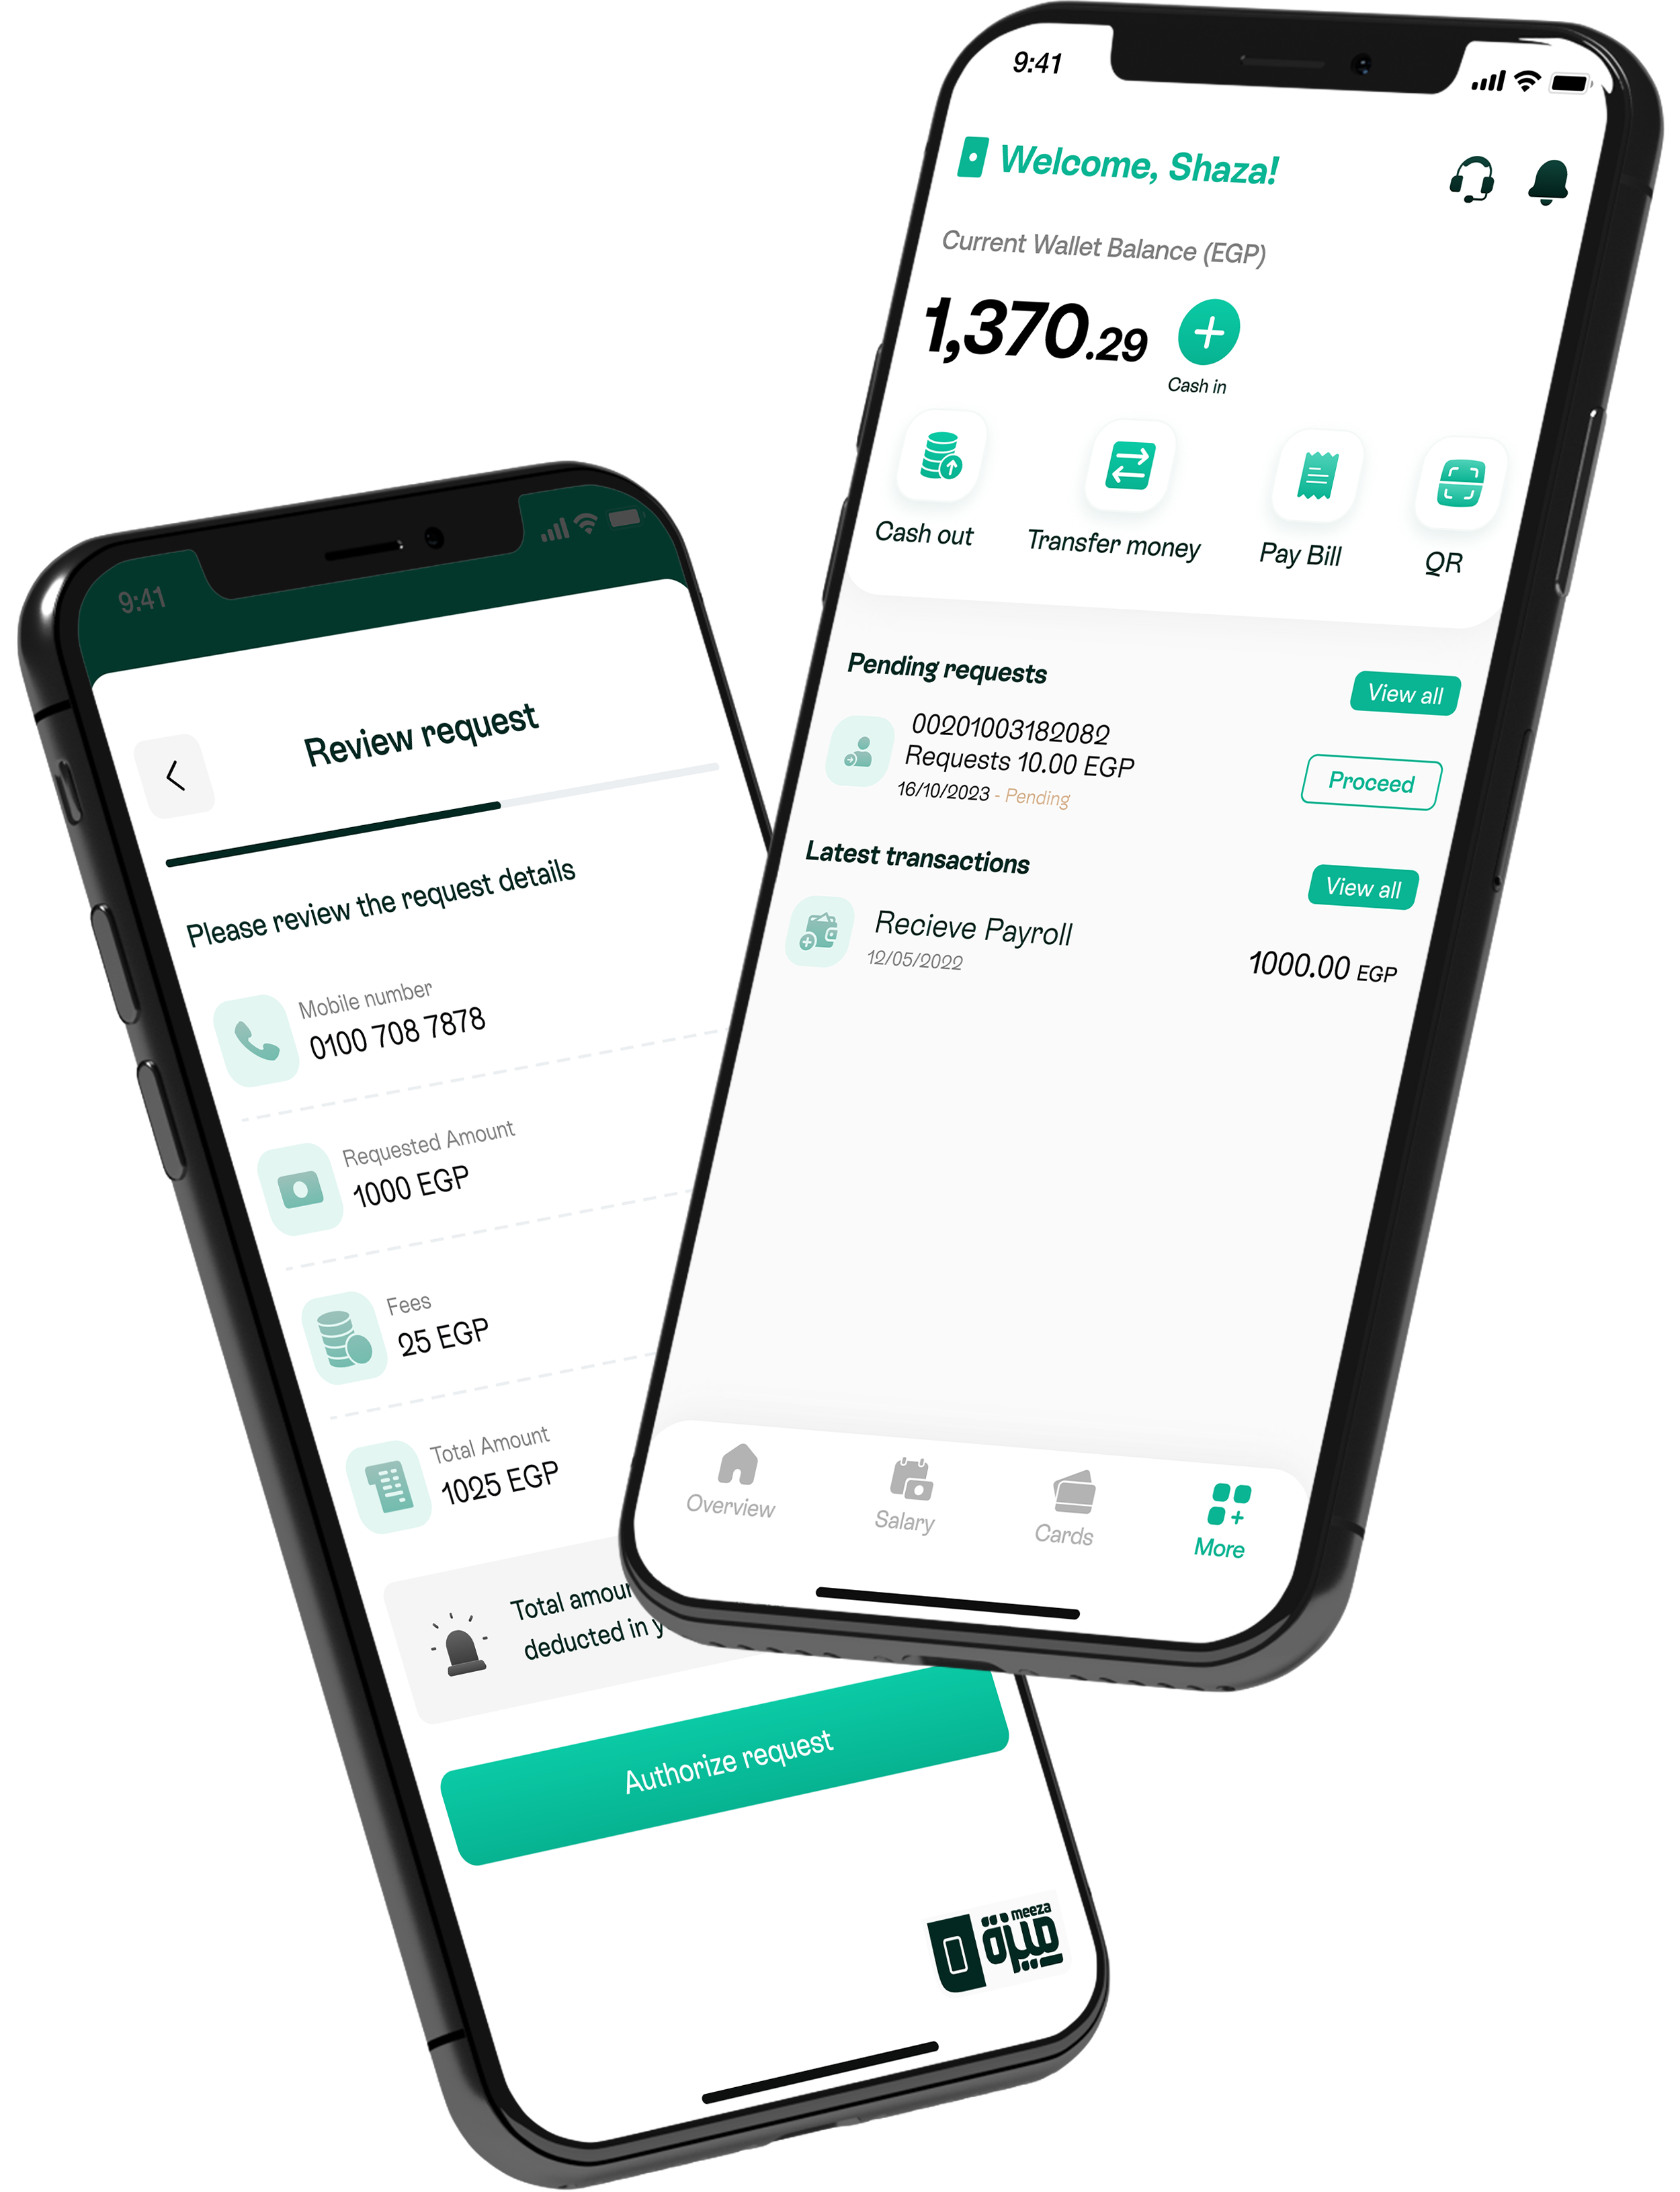 9:41
Welcome, Shaza!
Current Wallet Balance (EGP)
1,370.29
Cash in
Cash out
Transfer money
Pay Bill
QR
Pending requests
View all
00201003182082
Requests 10.00 EGP
16/10/2023 - Pending
Proceed
Latest transactions
View all
Recieve Payroll
12/05/2022
1000.00 EGP
Overview
Salary
Cards
More
9:41
Review request
Please review the request details
Mobile number
0100 708 7878
Requested Amount
1000 EGP
Fees
25 EGP
Total Amount
1025 EGP
Total
deducted in
Authorize request
meeza
ميزة